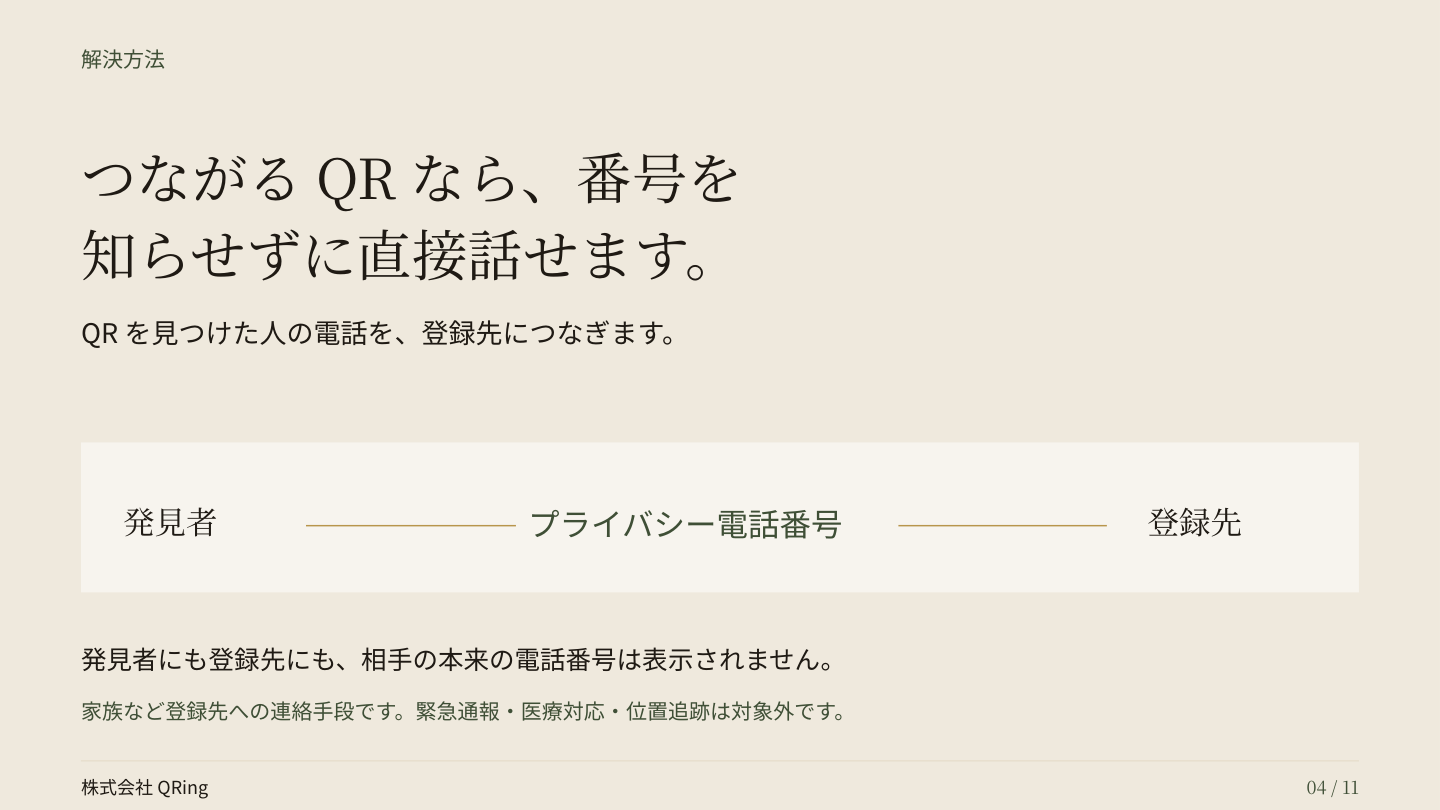 解決方法
つながる QR なら、番号を
知らせずに直接話せます。
QR を見つけた人の電話を、登録先につなぎます。
発見者 プライバシー電話番号 登録先
発見者にも登録先にも、相手の本来の電話番号は表示されません。
家族など登録先への連絡手段です。緊急通報・医療対応・位置追跡は対象外です。
株式会社 QRing 04 / 11